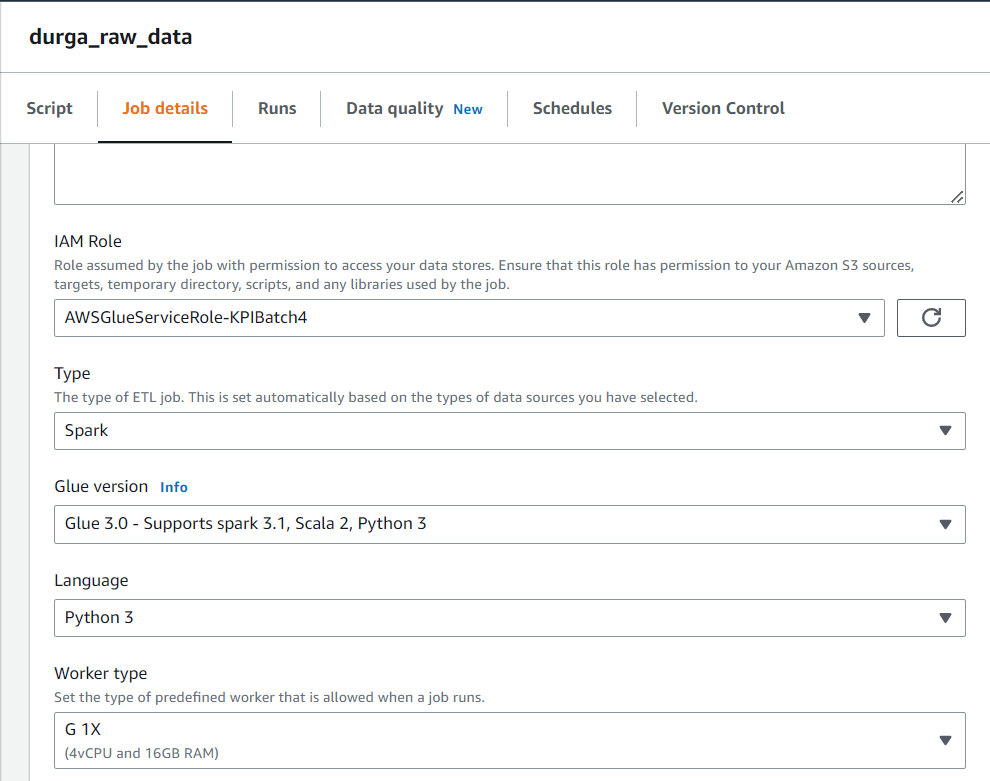 durga_raw_data
Script Job details Runs Data quality New Schedules Version Control
IAM Role
Role assumed by the job with permission to access your data stores. Ensure that this role has permission to your Amazon S3 sources,
targets, temporary directory, scripts, and any libraries used by the job.
AWSGlueServiceRole-KPIBatch4
Type
The type of ETL job. This is set automatically based on the types of data sources you have selected.
Spark
Glue version Info
Glue 3.0 - Supports spark 3.1, Scala 2, Python 3
Language
Python 3
Worker type
Set the type of predefined worker that is allowed when a job runs.
G 1X
(4vCPU and 16GB RAM)